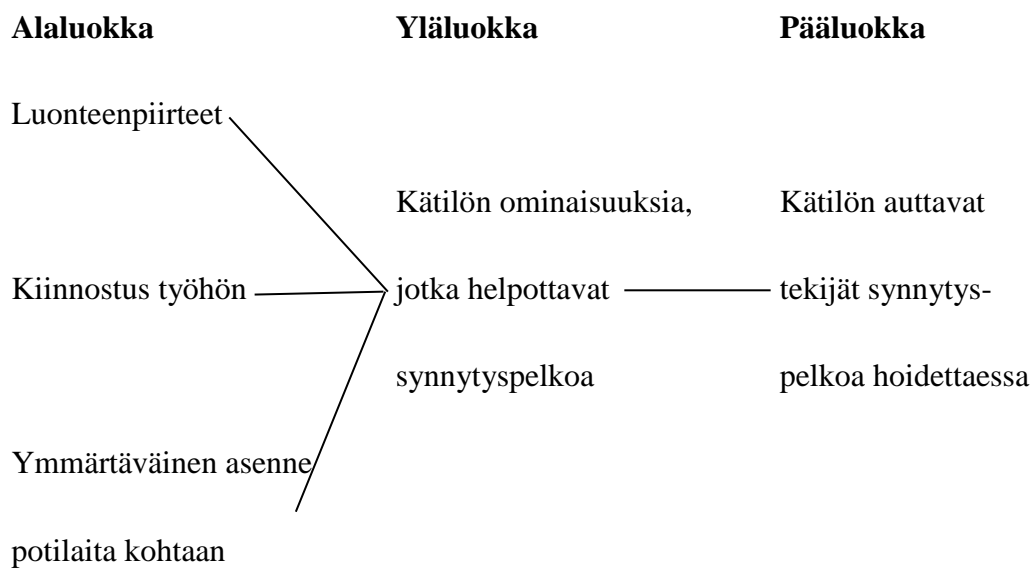 Alaluokka Yläluokka Pääluokka
Luonteenpiirteet
Kätilön ominaisuuksia, Kätilön auttavat
Kiinnostus työhön jotka helpottavat tekijät synnytys-
synnytyspelkoa pelkoa hoidettaessa
Ymmärtäväinen asenne
potilaita kohtaan